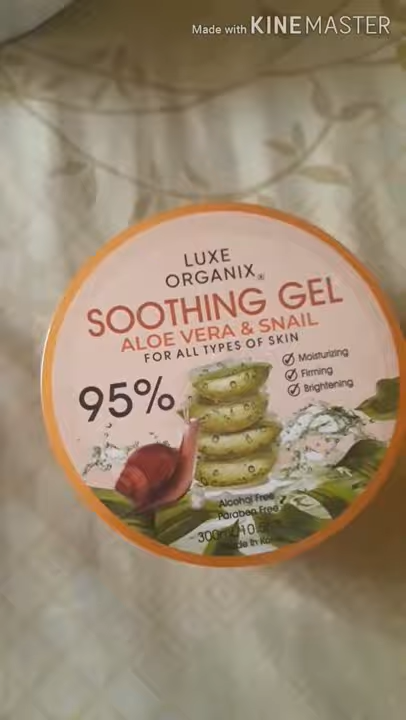 Made with KINEMASTER
LUXE
ORGANIX®
SOOTHING GEL
ALOE VERA & SNAIL
FOR ALL TYPES OF SKIN
95%
Moisturizing
Firming
Brightening
Alcohol Free
Paraben Free